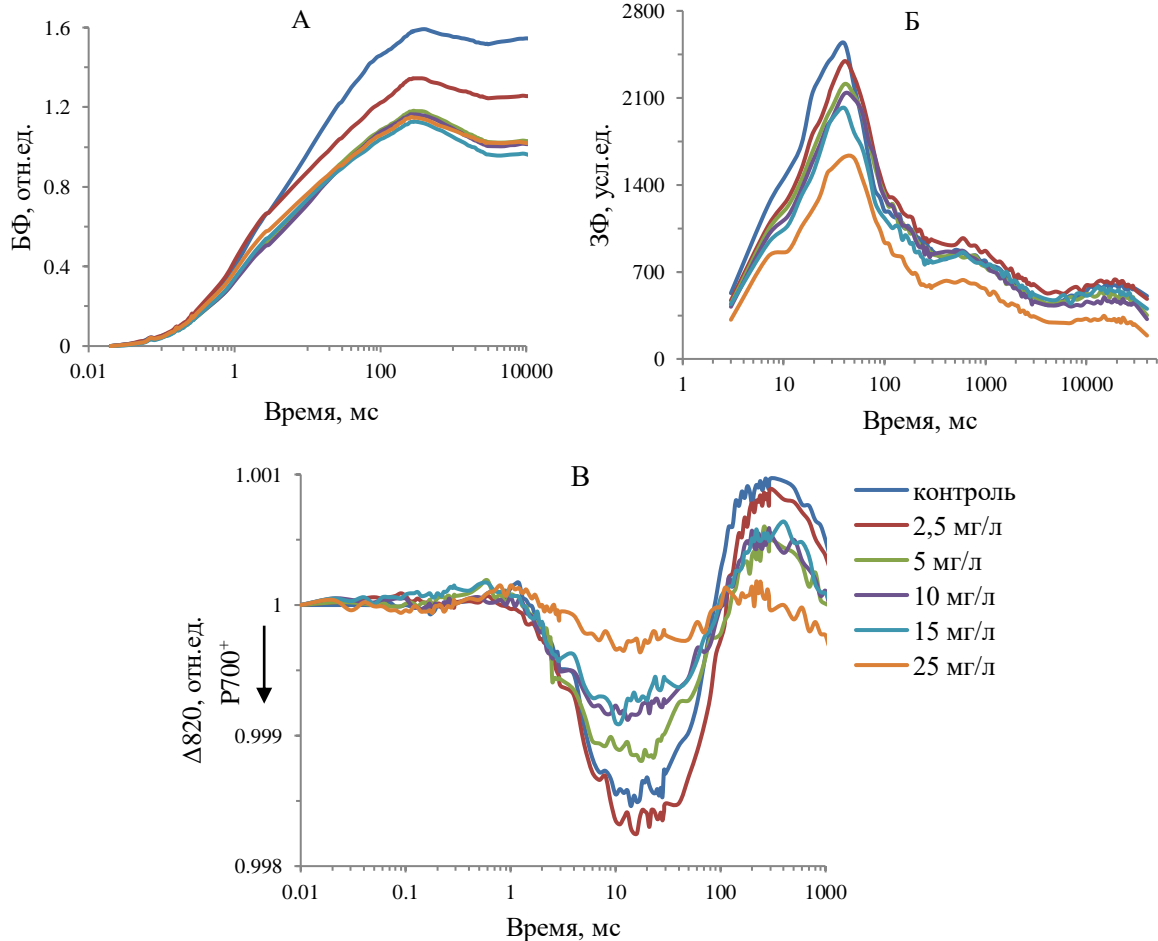 А
БФ, отн.ед.
1.6
1.2
0.8
0.4
0
0.01
1
100
10000
Время, мс
Б
ЗФ, усл.ед.
2800
2100
1400
700
0
1
10
100
1000
10000
Время, мс
В
Δ820, отн.ед.
P700⁺
1.001
1
0.999
0.998
0.01
0.1
1
10
100
1000
Время, мс
контроль
2,5 мг/л
5 мг/л
10 мг/л
15 мг/л
25 мг/л